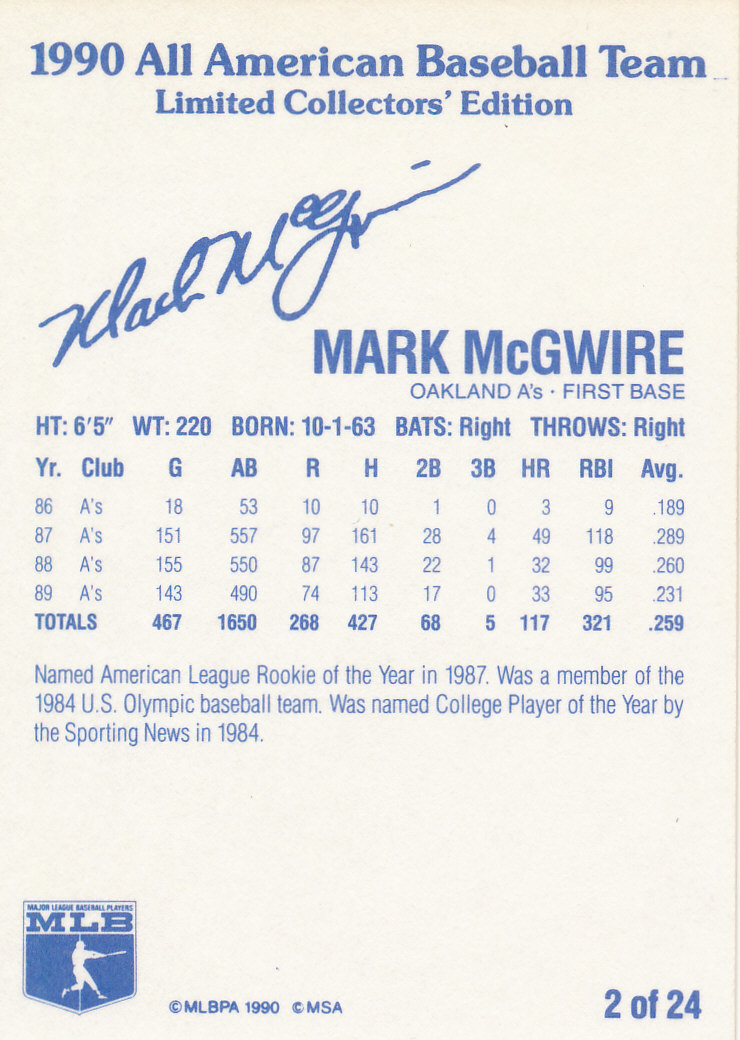 1990 All American Baseball Team
Limited Collectors' Edition
Mark McGwire
MARK McGWIRE
OAKLAND A's · FIRST BASE
HT: 6'5" WT: 220 BORN: 10-1-63 BATS: Right THROWS: Right
Yr. Club G AB R H 2B 3B HR RBI Avg.
86 A's 18 53 10 10 1 0 3 9 .189
87 A's 151 557 97 161 28 4 49 118 .289
88 A's 155 550 87 143 22 1 32 99 .260
89 A's 143 490 74 113 17 0 33 95 .231
TOTALS 467 1650 268 427 68 5 117 321 .259
Named American League Rookie of the Year in 1987. Was a member of the
1984 U.S. Olympic baseball team. Was named College Player of the Year by
the Sporting News in 1984.
MAJOR LEAGUE BASEBALL PLAYERS
MLB
©MLBPA 1990 ©MSA
2 of 24